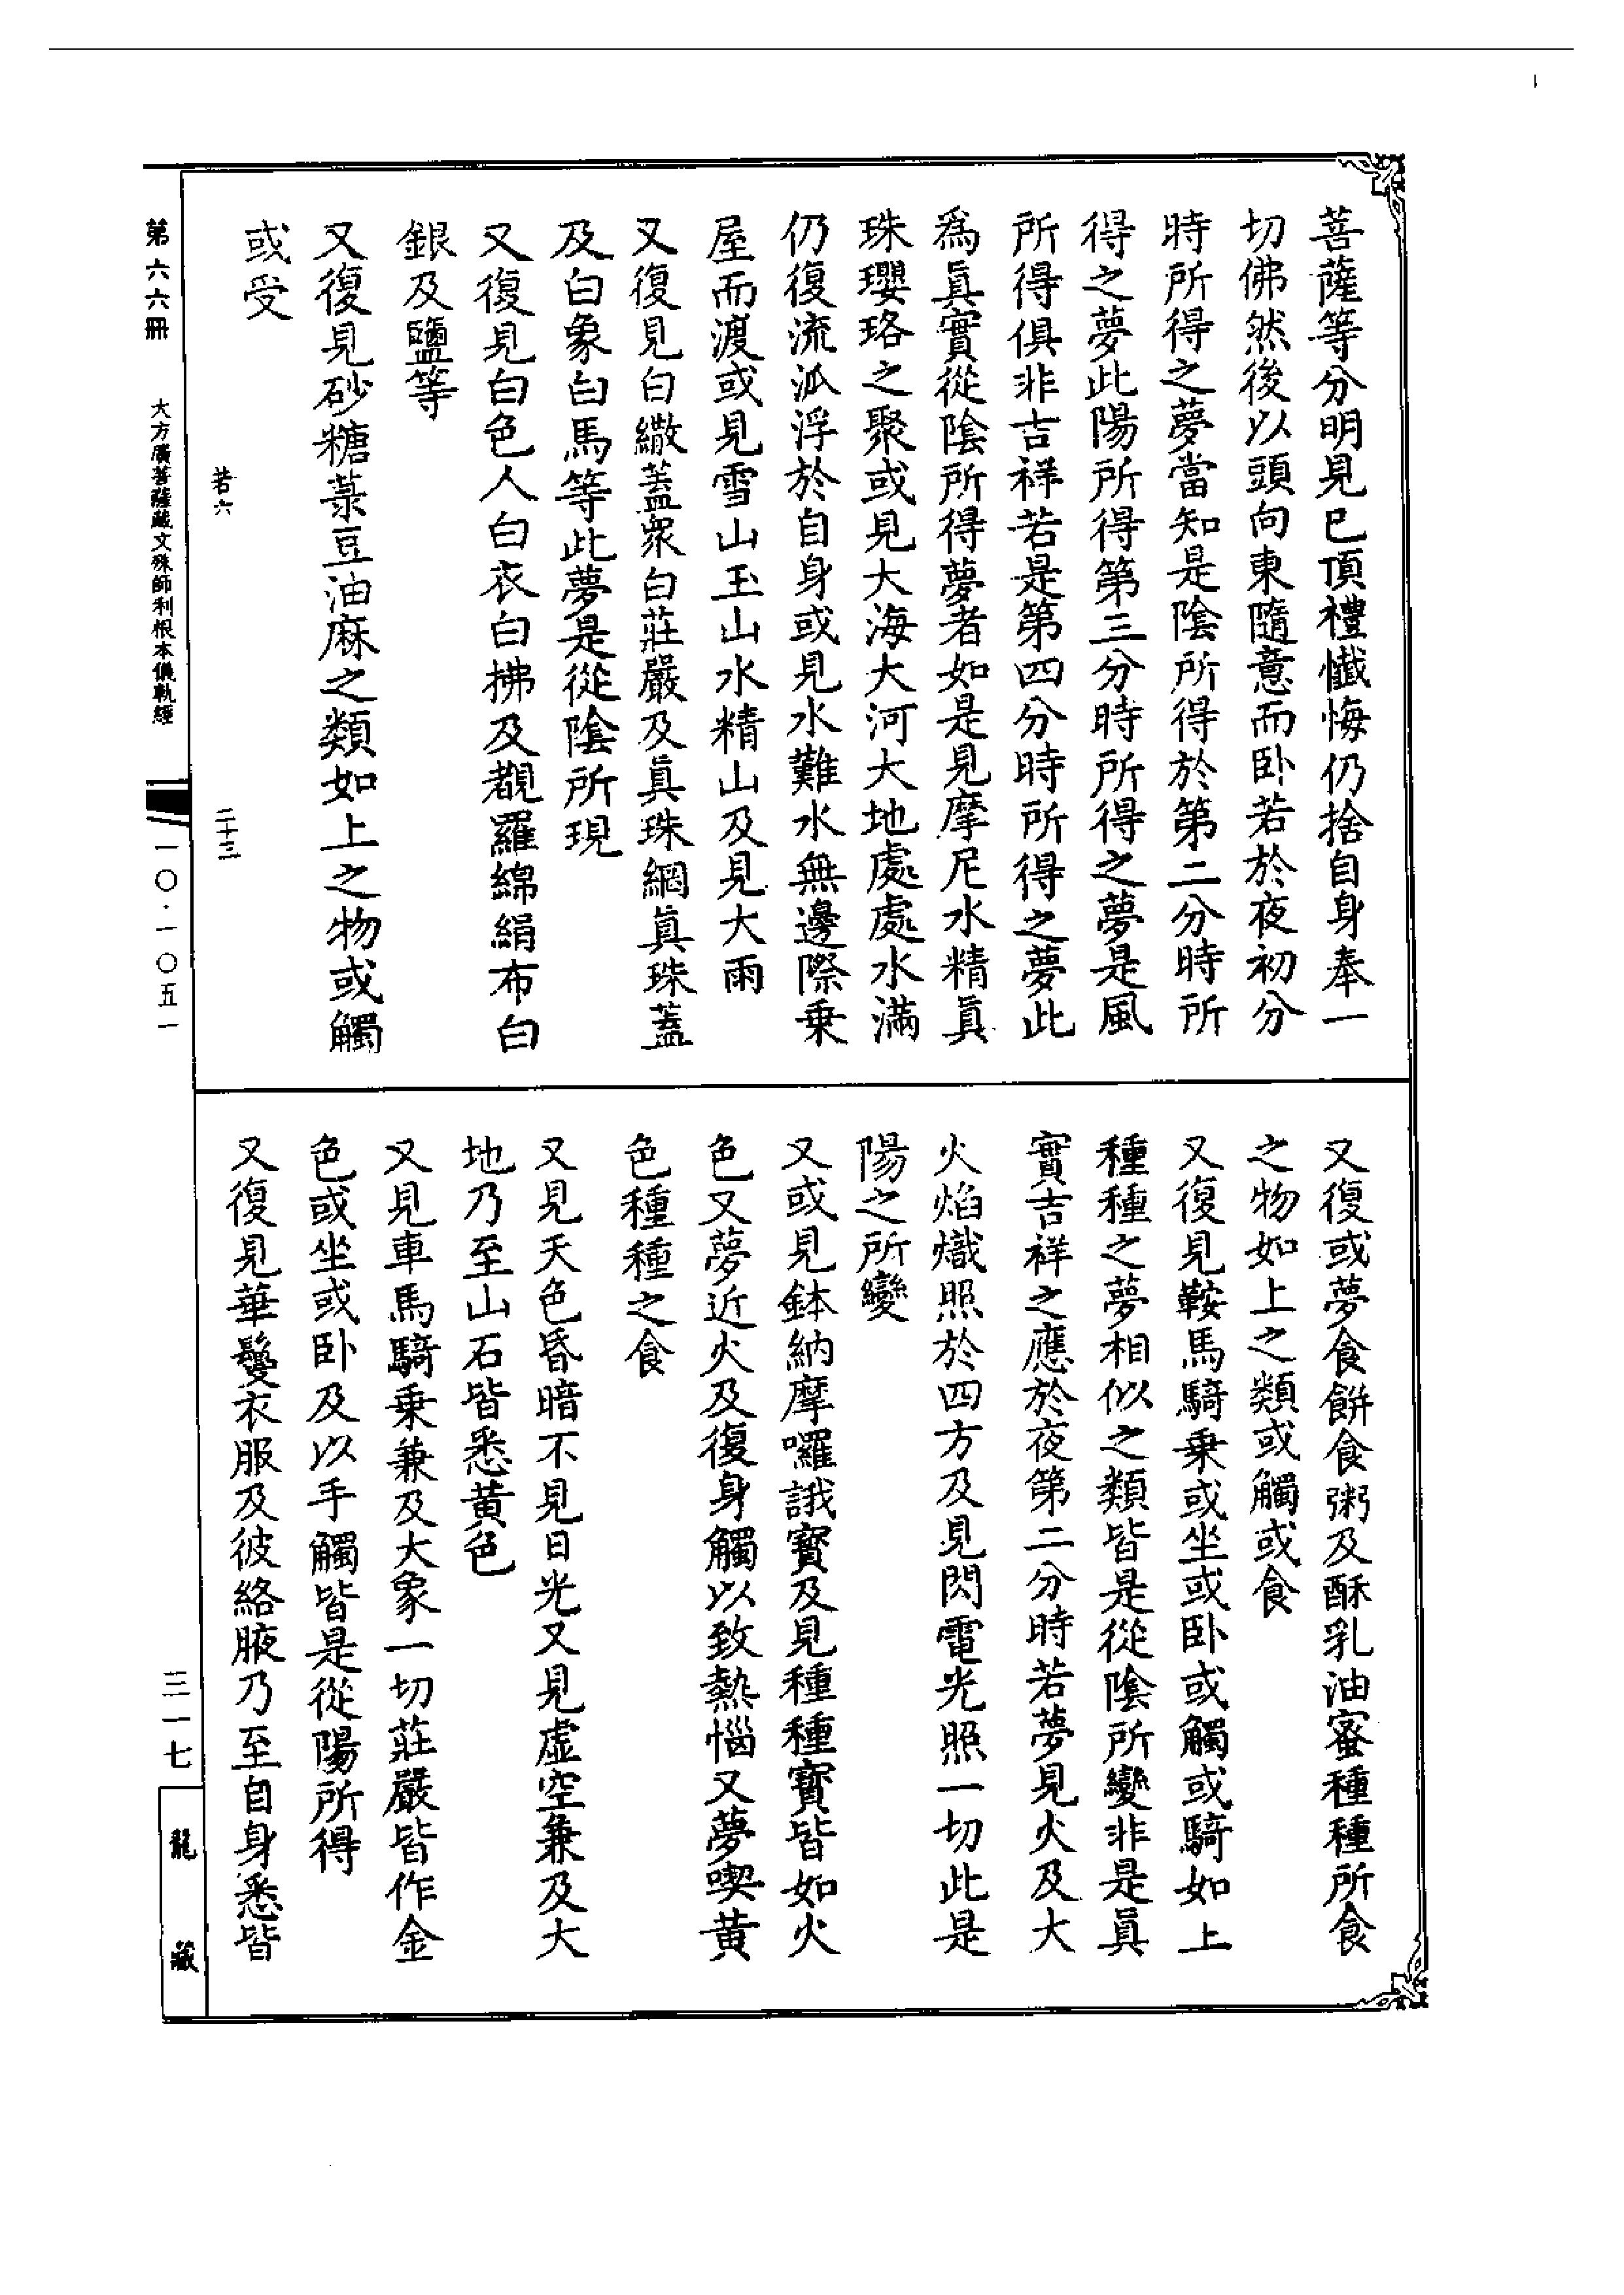 菩薩等分明見已頂禮懺悔仍捨自身奉一
切佛然後以頭向東隨意而卧若於夜初分
時所得之夢當知是陰所得於第二分時所
得之夢此陽所得第三分時所得之夢是風
所得俱非吉祥若是第四分時所得之夢此
爲眞實從陰所得夢者如是見摩尼水精眞
珠瓔珞之聚或見大海大河大地處處水滿
仍復流泒浮於自身或見水難水無邊際乗
屋而渡或見雪山玉山水精山及見大雨
又復見白繖蓋衆白莊嚴及眞珠網眞珠蓋
及白象白馬等此夢是從陰所現
又復見白色人白衣白拂及覩羅綿絹布白
銀及鹽等
又復見砂糖菉豆油麻之類如上之物或觸
或受
若六 二十三
又復或夢食餅食粥及酥乳油蜜種種所食
之物如上之類或觸或食
又復見鞍馬騎乗或坐或卧或觸或騎如上
種種之夢相似之類皆是從陰所變非是眞
實吉祥之應於夜第二分時若夢見火及大
火焰熾照於四方及見閃電光照一切此是
陽之所變
又或見鉢納摩囉誐寶及見種種寶皆如火
色又夢近火及復身觸以致熱惱又夢喫黄
色種種之食
又見天色昏暗不見日光又見虛空兼及大
地乃至山石皆悉黄色
又見車馬騎乗兼及大象一切莊嚴皆作金
色或坐或卧及以手觸皆是從陽所得
又復見華鬘衣服及彼絡腋乃至自身悉皆
第六六冊 大方廣菩薩藏文殊師利根本儀軌經 一〇·一〇五一
三一七
龍藏